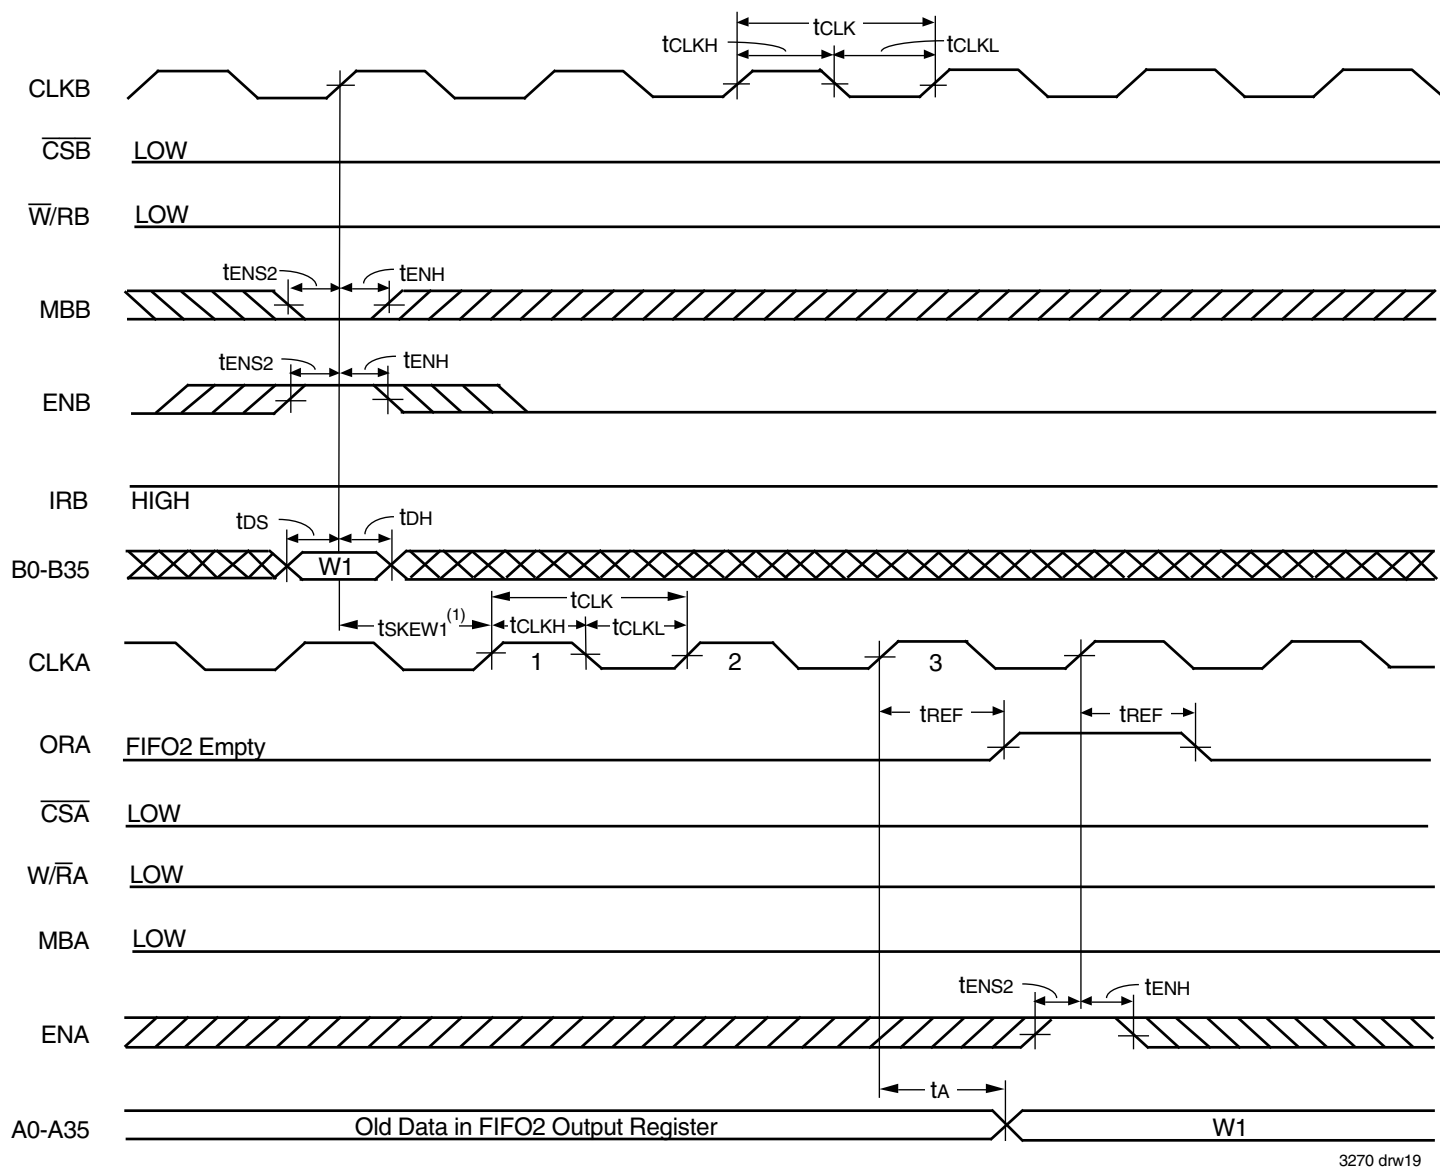 tCLK
tCLKH
tCLKL
CLKB
CSB LOW
W/RB LOW
tENS2 tENH
MBB
tENS2 tENH
ENB
IRB HIGH
tDS tDH
B0-B35 W1
tCLK
tSKEW1(1) tCLKH tCLKL
CLKA 1 2 3
tREF tREF
ORA FIFO2 Empty
CSA LOW
W/RA LOW
MBA LOW
tENS2 tENH
ENA
tA
A0-A35 Old Data in FIFO2 Output Register W1
3270 drw19